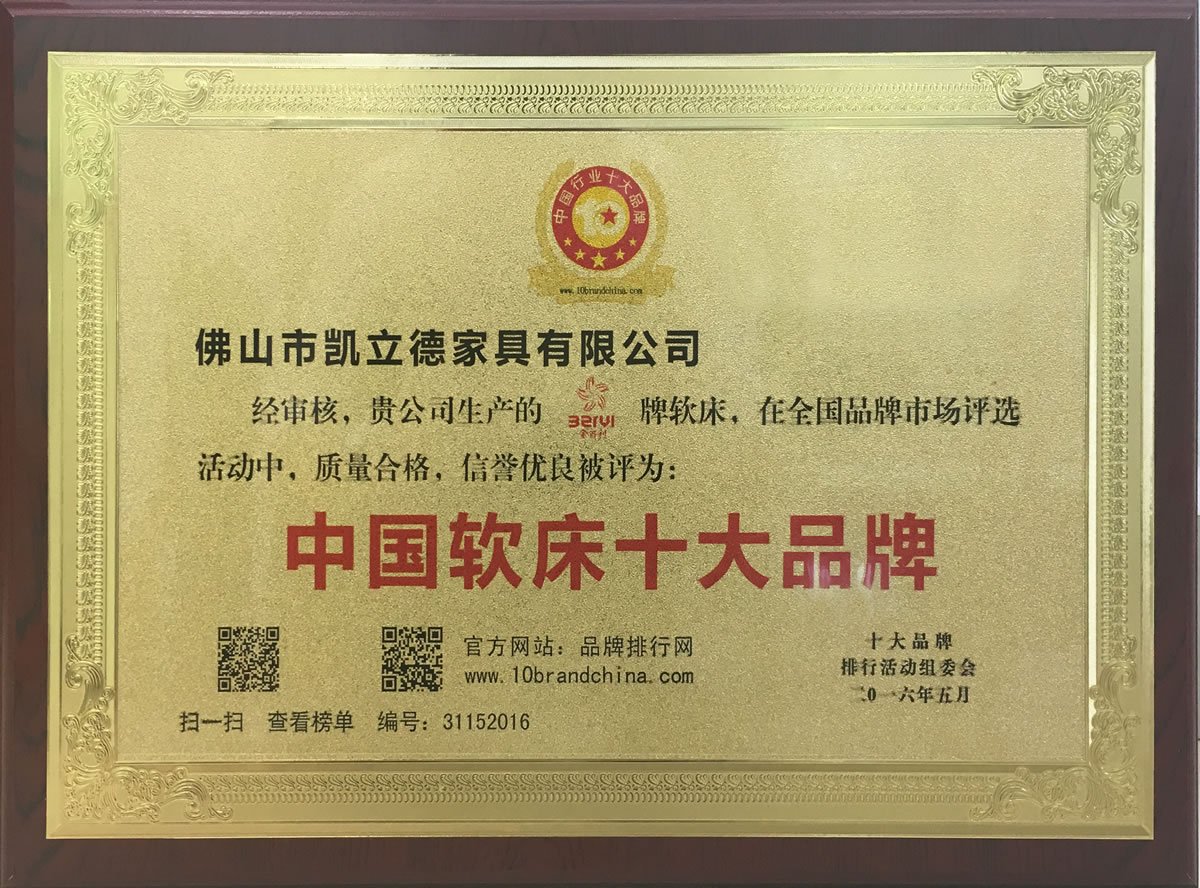 中国行业十大品牌
10
www.10brandchina.com
佛山市凯立德家具有限公司
经审核，贵公司生产的 BEIYI 牌软床，在全国品牌市场评选
活动中，质量合格，信誉优良被评为：
中国软床十大品牌
官方网站：品牌排行网
www.10brandchina.com
扫一扫 查看榜单 编号：31152016
十大品牌
排行活动组委会
二0一六年五月